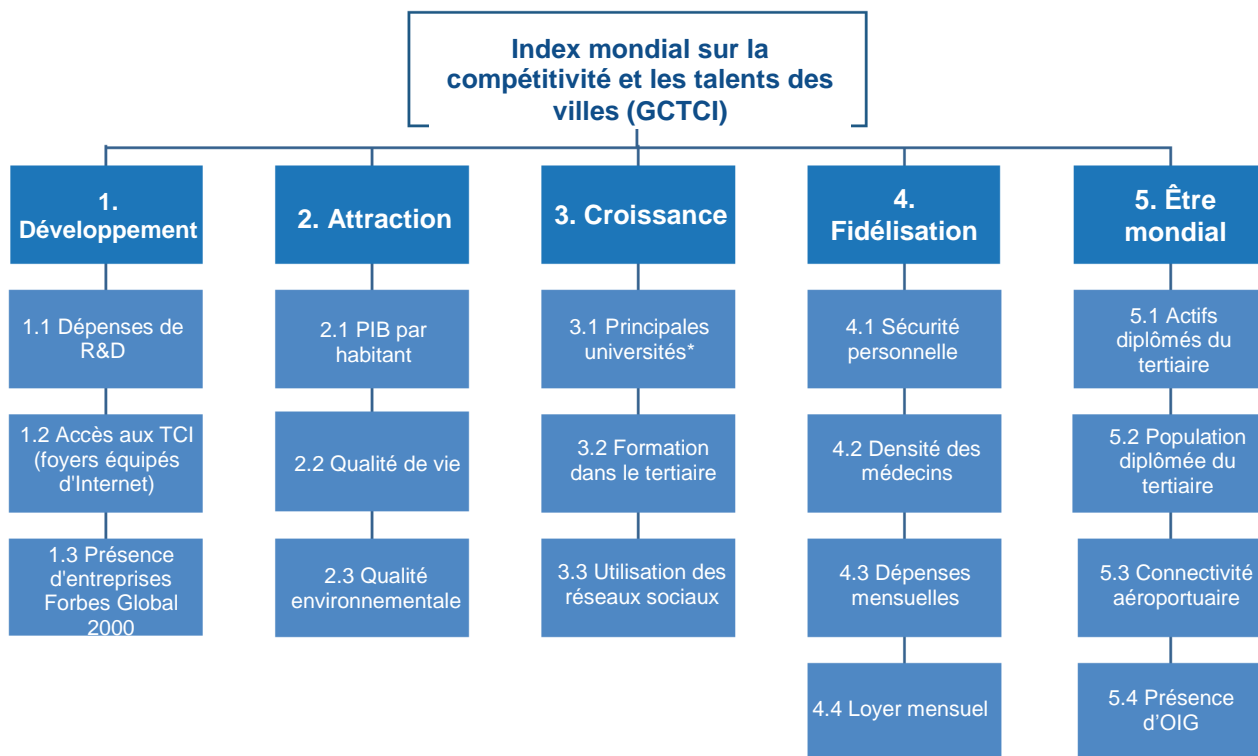 Index mondial sur la
compétitivité et les talents des
villes (GCTCI)
1.
Développement
2. Attraction
3. Croissance
4.
Fidélisation
5. Être
mondial
1.1 Dépenses de
R&D
2.1 PIB par
habitant
3.1 Principales
universités*
4.1 Sécurité
personnelle
5.1 Actifs
diplômés du
tertiaire
1.2 Accès aux TCI
(foyers équipés
d'Internet)
2.2 Qualité de vie
3.2 Formation
dans le tertiaire
4.2 Densité des
médecins
5.2 Population
diplômée du
tertiaire
1.3 Présence
d'entreprises
Forbes Global
2000
2.3 Qualité
environnementale
3.3 Utilisation des
réseaux sociaux
4.3 Dépenses
mensuelles
5.3 Connectivité
aéroportuaire
4.4 Loyer mensuel
5.4 Présence
d’OIG